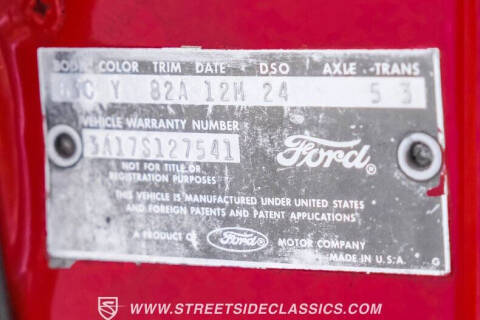 BODY COLOR TRIM DATE DSO AXLE TRANS
63C Y 82A 12M 24 5 3
VEHICLE WARRANTY NUMBER
3A17S127541
Ford
NOT FOR TITLE OR
REGISTRATION PURPOSES
THIS VEHICLE IS MANUFACTURED UNDER UNITED STATES
AND FOREIGN PATENTS AND PATENT APPLICATIONS
A PRODUCT OF Ford MOTOR COMPANY
MADE IN U.S.A. G
WWW.STREETSIDECLASSICS.COM